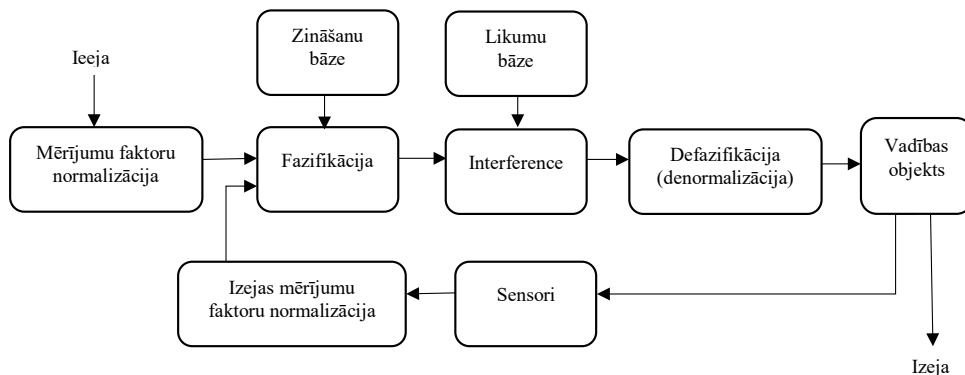 Ieeja
Zināšanu
bāze
Likumu
bāze
Mērījumu faktoru
normalizācija
Fazifikācija
Interference
Defazifikācija
(denormalizācija)
Vadības
objekts
Izejas mērījumu
faktoru normalizācija
Sensori
Izeja